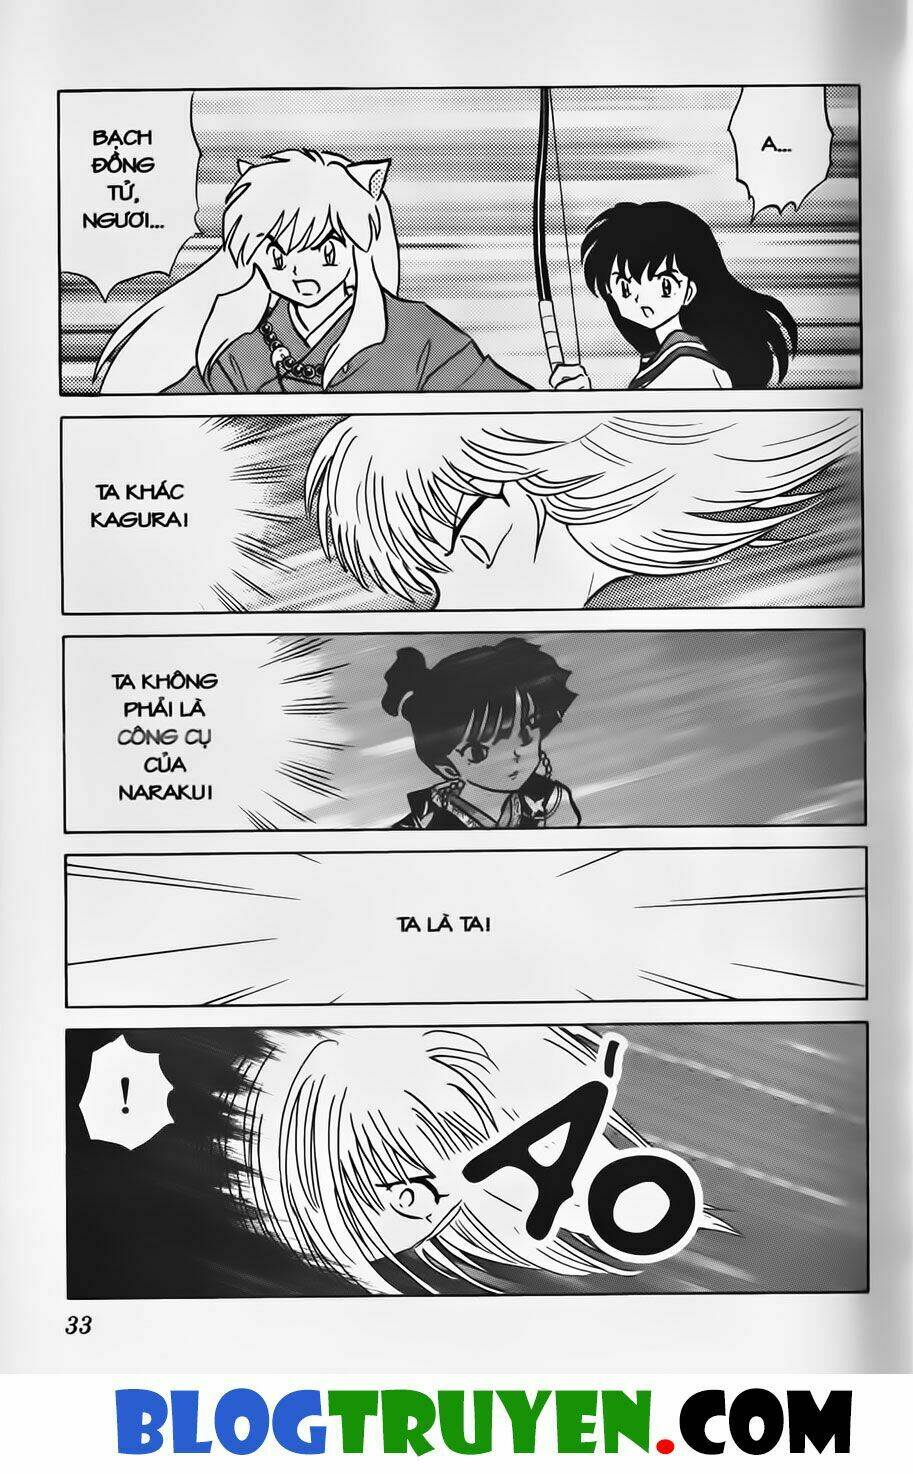 A...
BẠCH
ĐỒNG
TỬ,
NGƯƠI...
TA KHÁC
KAGURA!
TA KHÔNG
PHẢI LÀ
CÔNG CỤ
CỦA
NARAKU!
TA LÀ TA!
!
ÀO
33
BLOGTRUYEN.COM